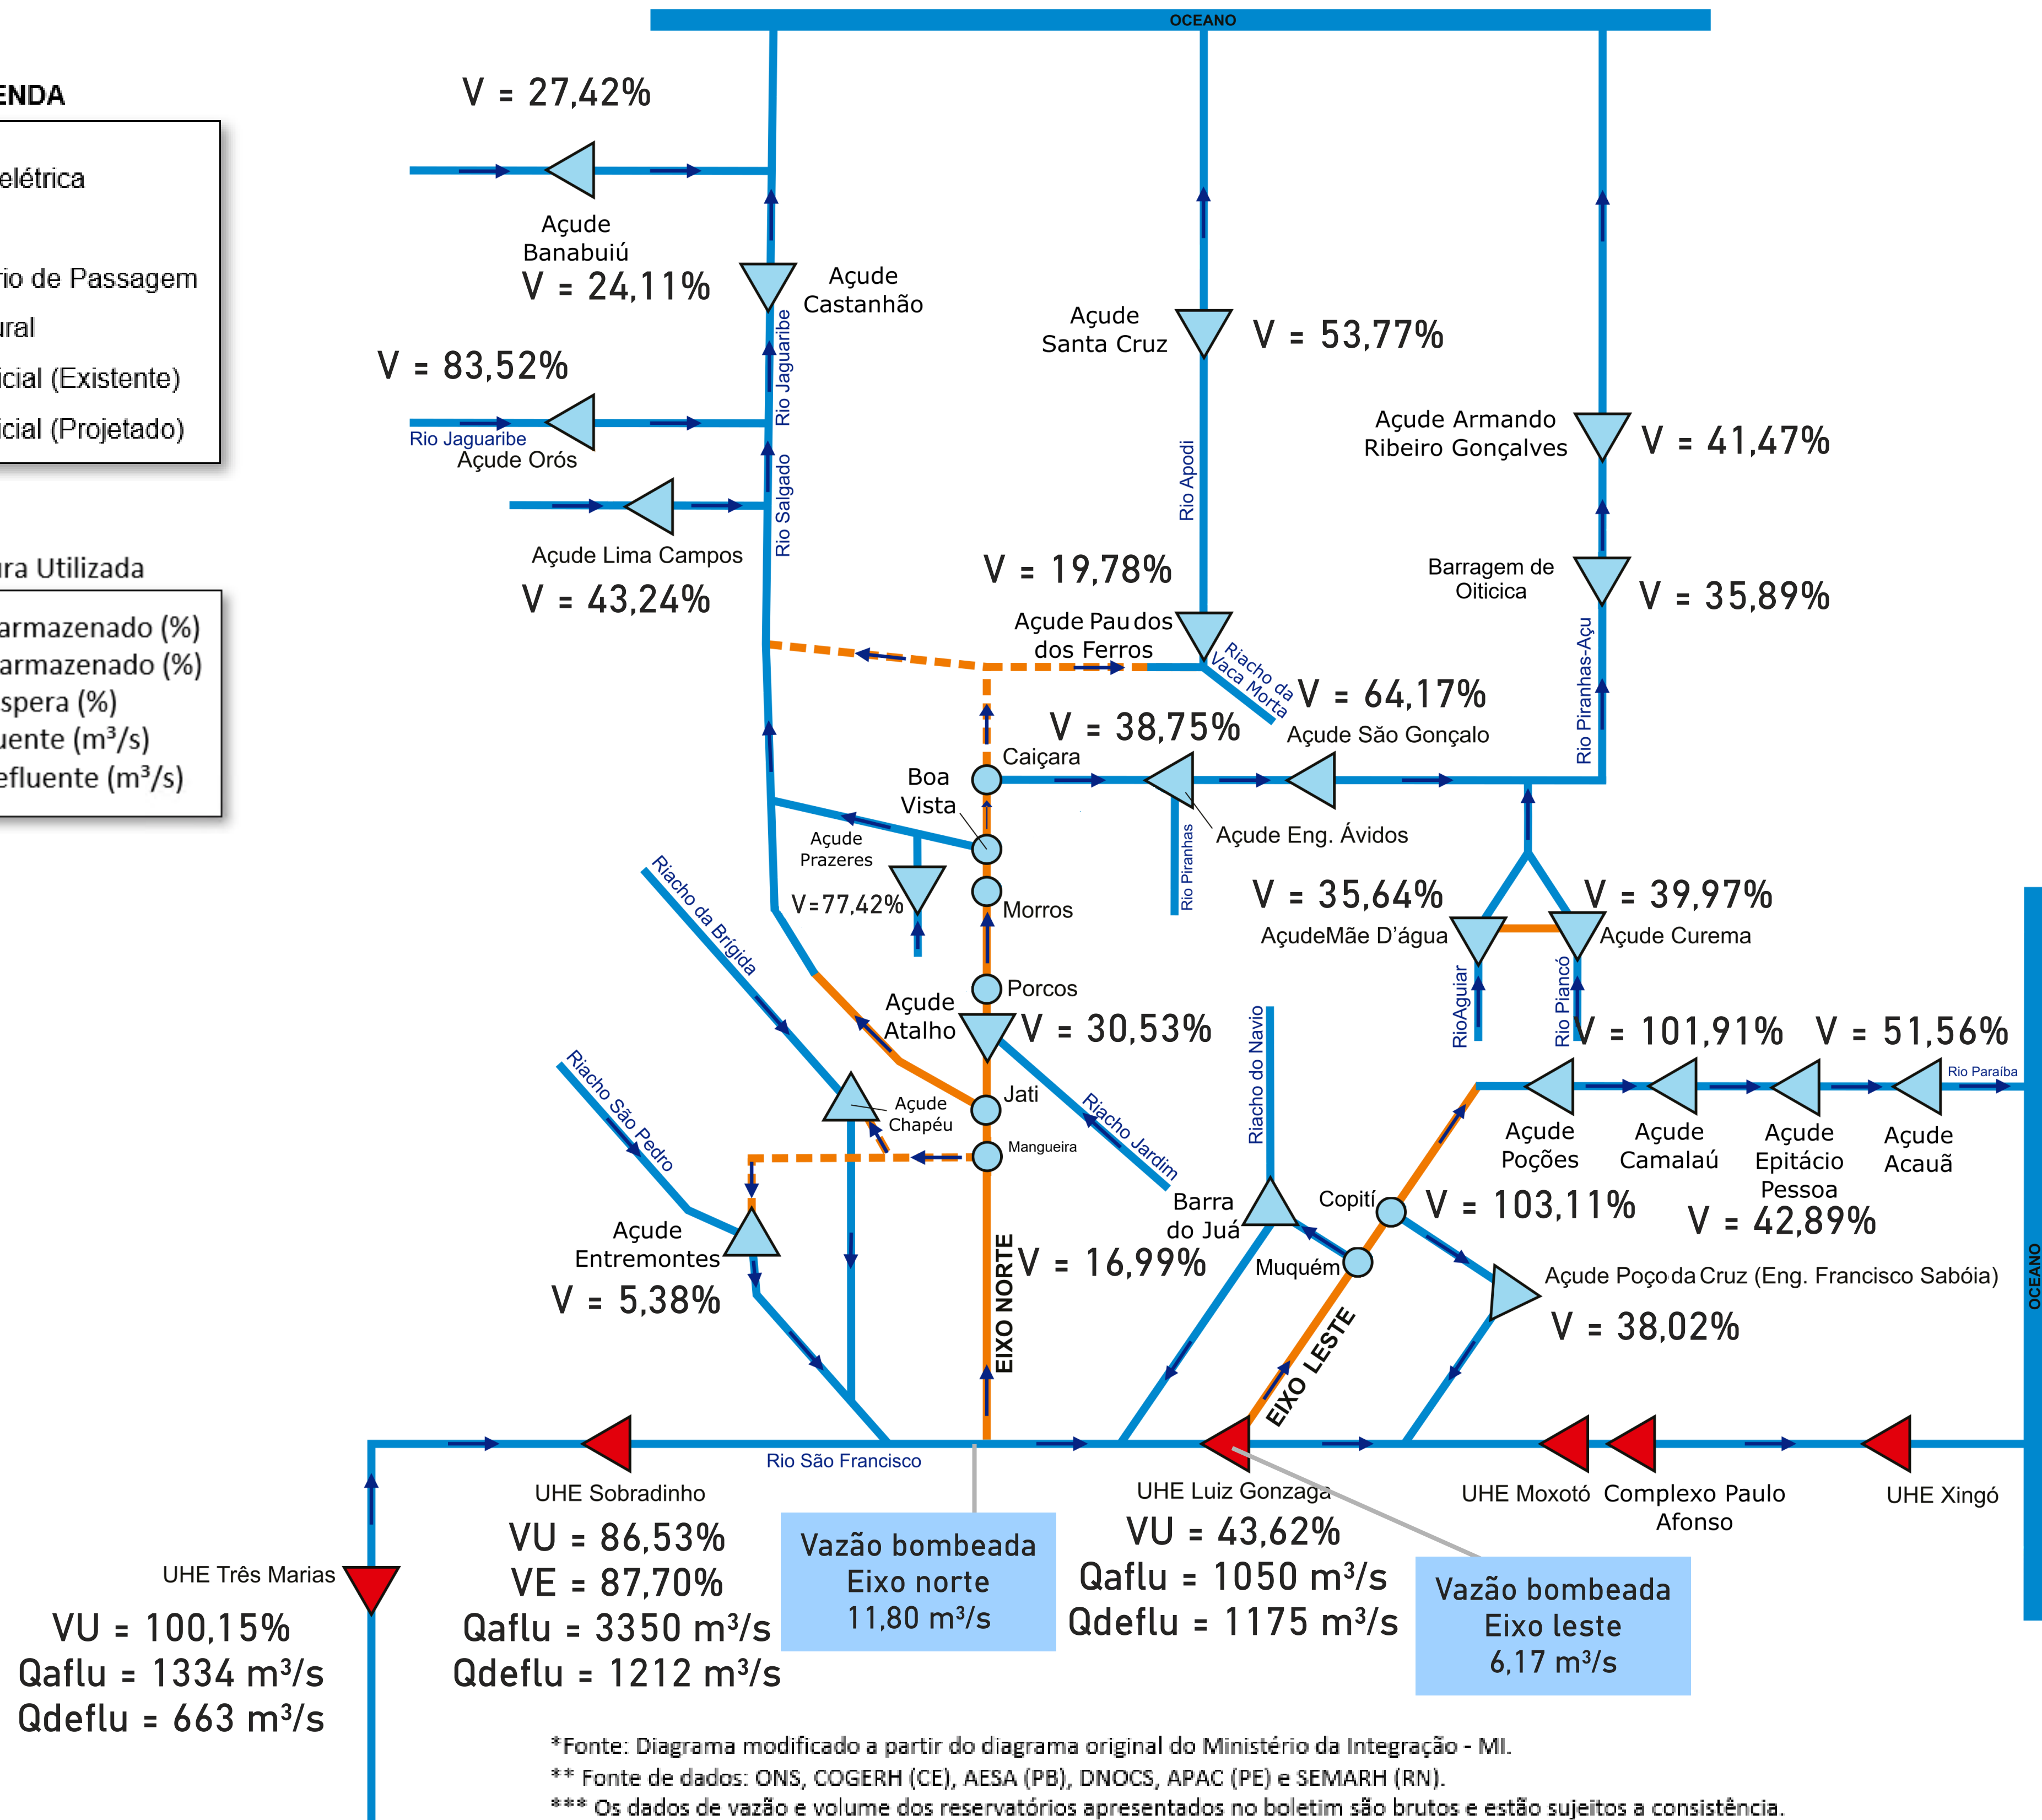 OCEANO
ENDA
elétrica
rio de Passagem
ural
icial (Existente)
icial (Projetado)
ura Utilizada
armazenado (%)
armazenado (%)
spera (%)
uente (m³/s)
efluente (m³/s)
V = 27,42%
Açude
Banabuiú
V = 24,11%
Açude
Castanhão
V = 83,52%
Rio Jaguaribe
Açude Orós
Rio Jaguaribe
Rio Salgado
Açude Lima Campos
V = 43,24%
Açude
Santa Cruz
V = 53,77%
Rio Apodi
V = 19,78%
Açude Pau dos
dos Ferros
Riacho da
Vaca Morta
Açude Armando
Ribeiro Gonçalves
V = 41,47%
Barragem de
Oiticica
V = 35,89%
Rio Piranhas-Açu
V = 64,17%
Açude São Gonçalo
V = 38,75%
Caiçara
Boa
Vista
Açude Eng. Ávidos
Rio Piranhas
Açude
Prazeres
V=77,42%
Morros
Porcos
V = 35,64%
AçudeMãe D'água
V = 39,97%
Açude Curema
RioAguiar
Rio Piancó
Riacho da Brígida
Açude
Atalho
V = 30,53%
Jati
Mangueira
Riacho Jardim
Riacho São Pedro
Açude
Chapéu
Açude
Entremontes
V = 5,38%
EIXO NORTE
Riacho do Navio
Barra
do Juá
V = 16,99%
Copití
Muquém
EIXO LESTE
V = 101,91%
V = 51,56%
Rio Paraíba
Açude
Poções
Açude
Camalaú
Açude
Epitácio
Pessoa
Açude
Acauã
V = 103,11%
V = 42,89%
Açude Poço da Cruz (Eng. Francisco Sabóia)
V = 38,02%
OCEANO
Rio São Francisco
UHE Sobradinho
VU = 86,53%
VE = 87,70%
Qaflu = 3350 m³/s
Qdeflu = 1212 m³/s
UHE Três Marias
VU = 100,15%
Qaflu = 1334 m³/s
Qdeflu = 663 m³/s
Vazão bombeada
Eixo norte
11,80 m³/s
UHE Luiz Gonzaga
VU = 43,62%
Qaflu = 1050 m³/s
Qdeflu = 1175 m³/s
Vazão bombeada
Eixo leste
6,17 m³/s
UHE Moxotó
Complexo Paulo
Afonso
UHE Xingó
*Fonte: Diagrama modificado a partir do diagrama original do Ministério da Integração - MI.
** Fonte de dados: ONS, COGERH (CE), AESA (PB), DNOCS, APAC (PE) e SEMARH (RN).
*** Os dados de vazão e volume dos reservatórios apresentados no boletim são brutos e estão sujeitos a consistência.